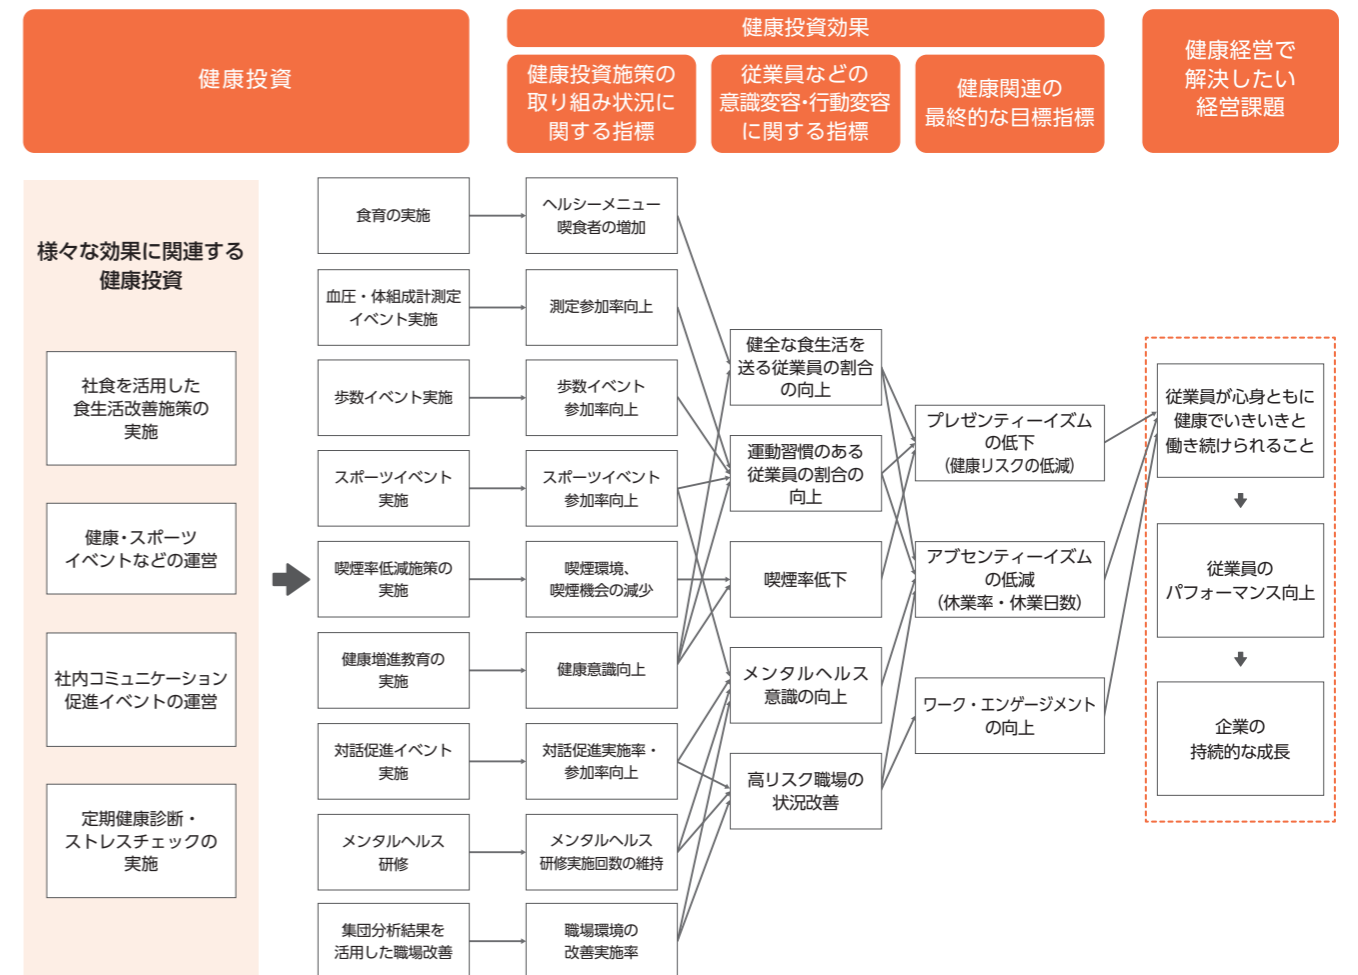 健康投資
健康投資効果
健康投資施策の
取り組み状況に
関する指標
従業員などの
意識変容・行動変容
に関する指標
健康関連の
最終的な目標指標
健康経営で
解決したい
経営課題
様々な効果に関連する
健康投資
社食を活用した
食生活改善施策の
実施
健康・スポーツ
イベントなどの運営
社内コミュニケーション
促進イベントの運営
定期健康診断・
ストレスチェックの
実施
食育の実施
血圧・体組成計測定
イベント実施
歩数イベント実施
スポーツイベント
実施
喫煙率低減施策の
実施
健康増進教育の
実施
対話促進イベント
実施
メンタルヘルス
研修
集団分析結果を
活用した職場改善
ヘルシーメニュー
喫食者の増加
測定参加率向上
歩数イベント
参加率向上
スポーツイベント
参加率向上
喫煙環境、
喫煙機会の減少
健康意識向上
対話促進実施率・
参加率向上
メンタルヘルス
研修実施回数の維持
職場環境の
改善実施率
健全な食生活を
送る従業員の割合
の向上
運動習慣のある
従業員の割合の
向上
喫煙率低下
メンタルヘルス
意識の向上
高リスク職場の
状況改善
プレゼンティーイズム
の低下
（健康リスクの低減）
アブセンティーイズム
の低減
（休業率・休業日数）
ワーク・エンゲージメント
の向上
従業員が心身ともに
健康でいきいきと
働き続けられること
従業員の
パフォーマンス向上
企業の
持続的な成長